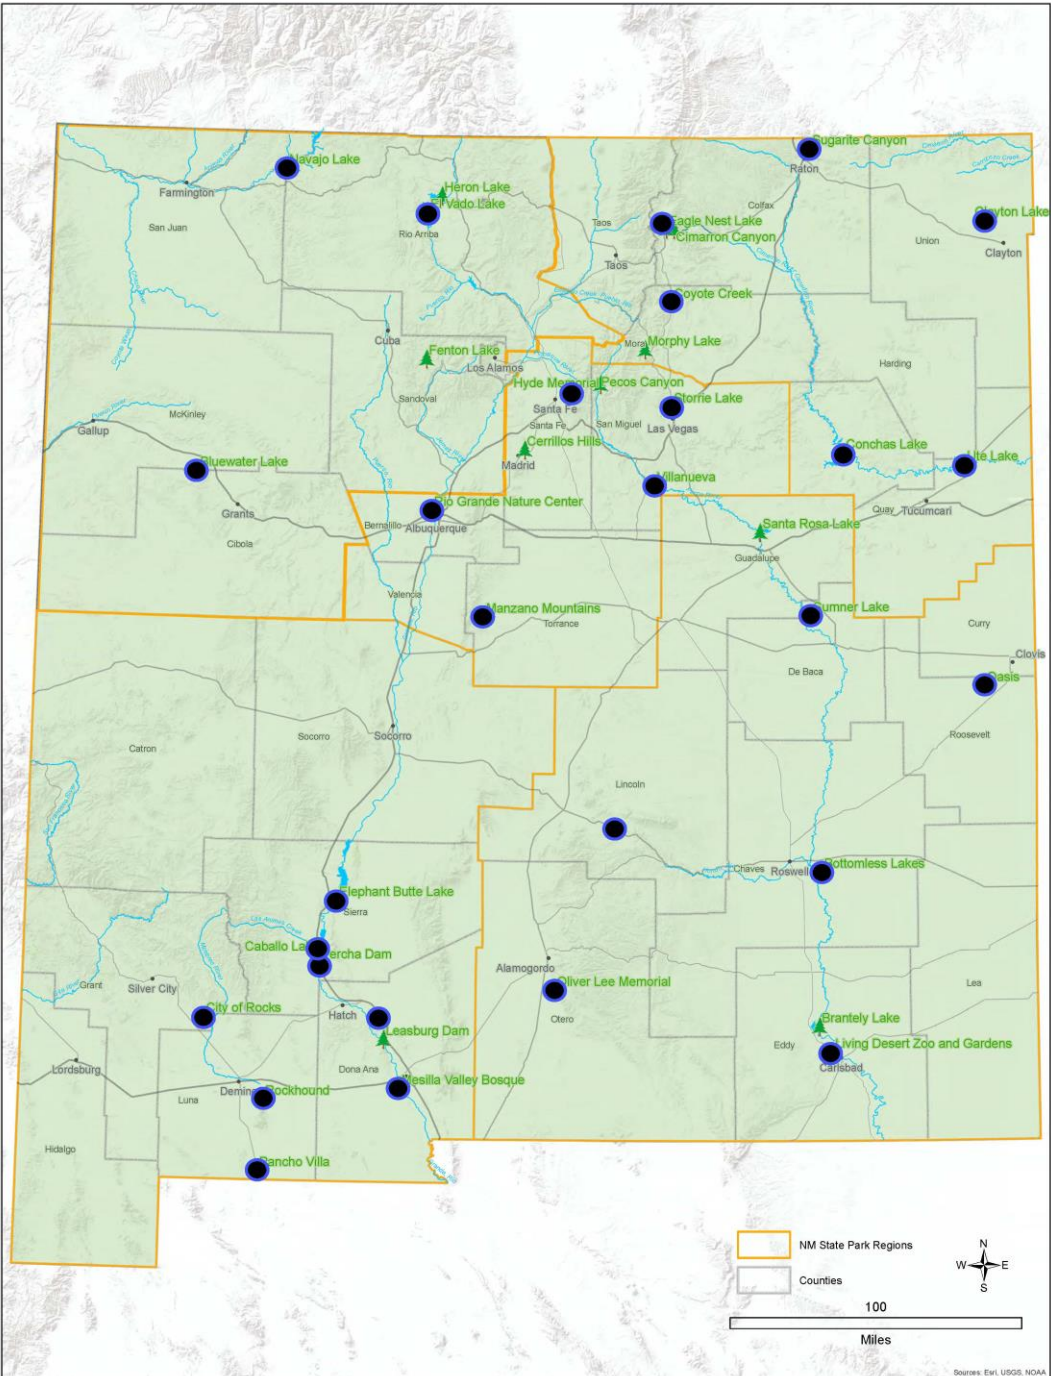 Sugarite Canyon
Raton
Navajo Lake
Farmington
San Juan
Heron Lake
El Vado Lake
Rio Arriba
Taos
Taos
Eagle Nest Lake
Cimarron Canyon
Colfax
Clayton Lake
Union
Clayton
Coyote Creek
Cuba
Fenton Lake
Los Alamos
Mora
Morphy Lake
Harding
Sandoval
Hyde Memorial
Pecos Canyon
Santa Fe
Santa Fe
San Miguel
Storrie Lake
Las Vegas
McKinley
Gallup
Cerrillos Hills
Madrid
Conchas Lake
Ute Lake
Bluewater Lake
Villanueva
Grants
Cibola
Rio Grande Nature Center
Bernalillo
Albuquerque
Quay
Tucumcari
Santa Rosa Lake
Guadalupe
Valencia
Manzano Mountains
Torrance
Sumner Lake
Curry
Clovis
De Baca
Oasis
Roosevelt
Catron
Socorro
Socorro
Lincoln
Chaves
Roswell
Bottomless Lakes
Elephant Butte Lake
Sierra
Las Animas Creek
Caballo La
Percha Dam
Alamogordo
Oliver Lee Memorial
Otero
Grant
Silver City
City of Rocks
Hatch
Leasburg Dam
Lea
Brantely Lake
Eddy
Living Desert Zoo and Gardens
Carlsbad
Lordsburg
Dona Ana
Mesilla Valley Bosque
Deming
Rockhound
Luna
Hidalgo
Pancho Villa
NM State Park Regions
Counties
N
W
E
S
100
Miles
Sources: Esri, USGS, NOAA